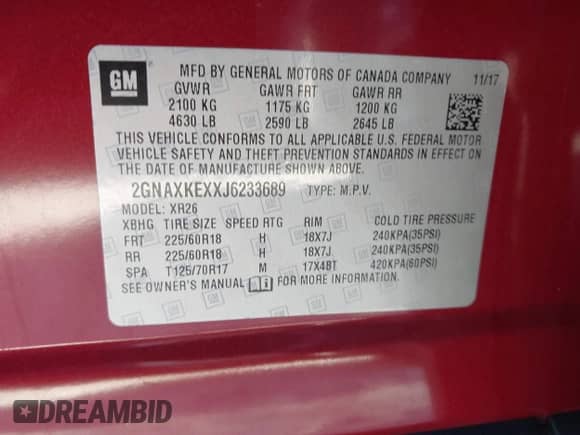 GM
MFD BY GENERAL MOTORS OF CANADA COMPANY 11/17
GVWR GAWR FRT GAWR RR
2100 KG 1175 KG 1200 KG
4630 LB 2590 LB 2645 LB
THIS VEHICLE CONFORMS TO ALL APPLICABLE U.S. FEDERAL MOTOR
VEHICLE SAFETY AND THEFT PREVENTION STANDARDS IN EFFECT ON
THE DATE OF MANUFACTURE SHOWN ABOVE.
2GNAXKEXXJ6233689 TYPE: M.P.V.
MODEL: XR26
XBHG TIRE SIZE SPEED RTG RIM COLD TIRE PRESSURE
FRT 225/60R18 H 18X7J 240KPA(35PSI)
RR 225/60R18 H 18X7J 240KPA(35PSI)
SPA T125/70R17 M 17X4BT 420KPA(60PSI)
SEE OWNER'S MANUAL i FOR MORE INFORMATION.
DREAMBID